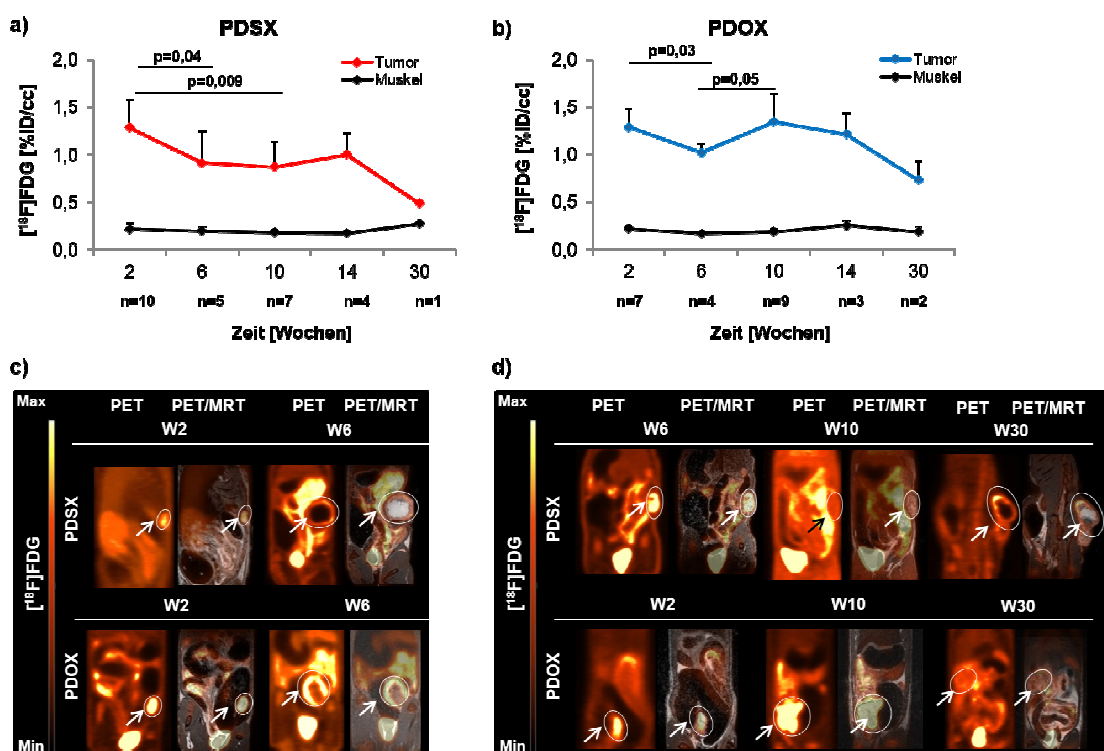 a)
PDSX
p=0,04
p=0,009
Tumor
Muskel
[¹⁸F]FDG [%ID/cc]
2,0
1,5
1,0
0,5
0,0
2 6 10 14 30
n=10 n=5 n=7 n=4 n=1
Zeit [Wochen]
b)
PDOX
p=0,03
p=0,05
Tumor
Muskel
[¹⁸F]FDG [%ID/cc]
2,0
1,5
1,0
0,5
0,0
2 6 10 14 30
n=7 n=4 n=9 n=3 n=2
Zeit [Wochen]
c)
Max
[¹⁸F]FDG
Min
PET PET/MRT PET PET/MRT
W2 W6
PDSX
W2 W6
PDOX
d)
Max
[¹⁸F]FDG
Min
PET PET/MRT PET PET/MRT PET PET/MRT
W6 W10 W30
PDSX
W2 W10 W30
PDOX